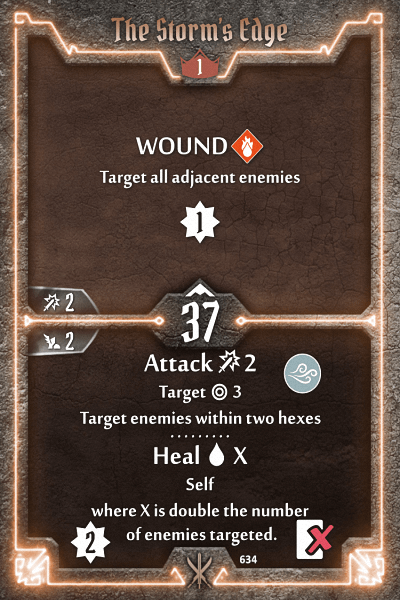 The Storm's Edge
1
WOUND
Target all adjacent enemies
1
2
37
2
Attack 2
Target 3
Target enemies within two hexes
Heal X
Self
where X is double the number
of enemies targeted.
2
634